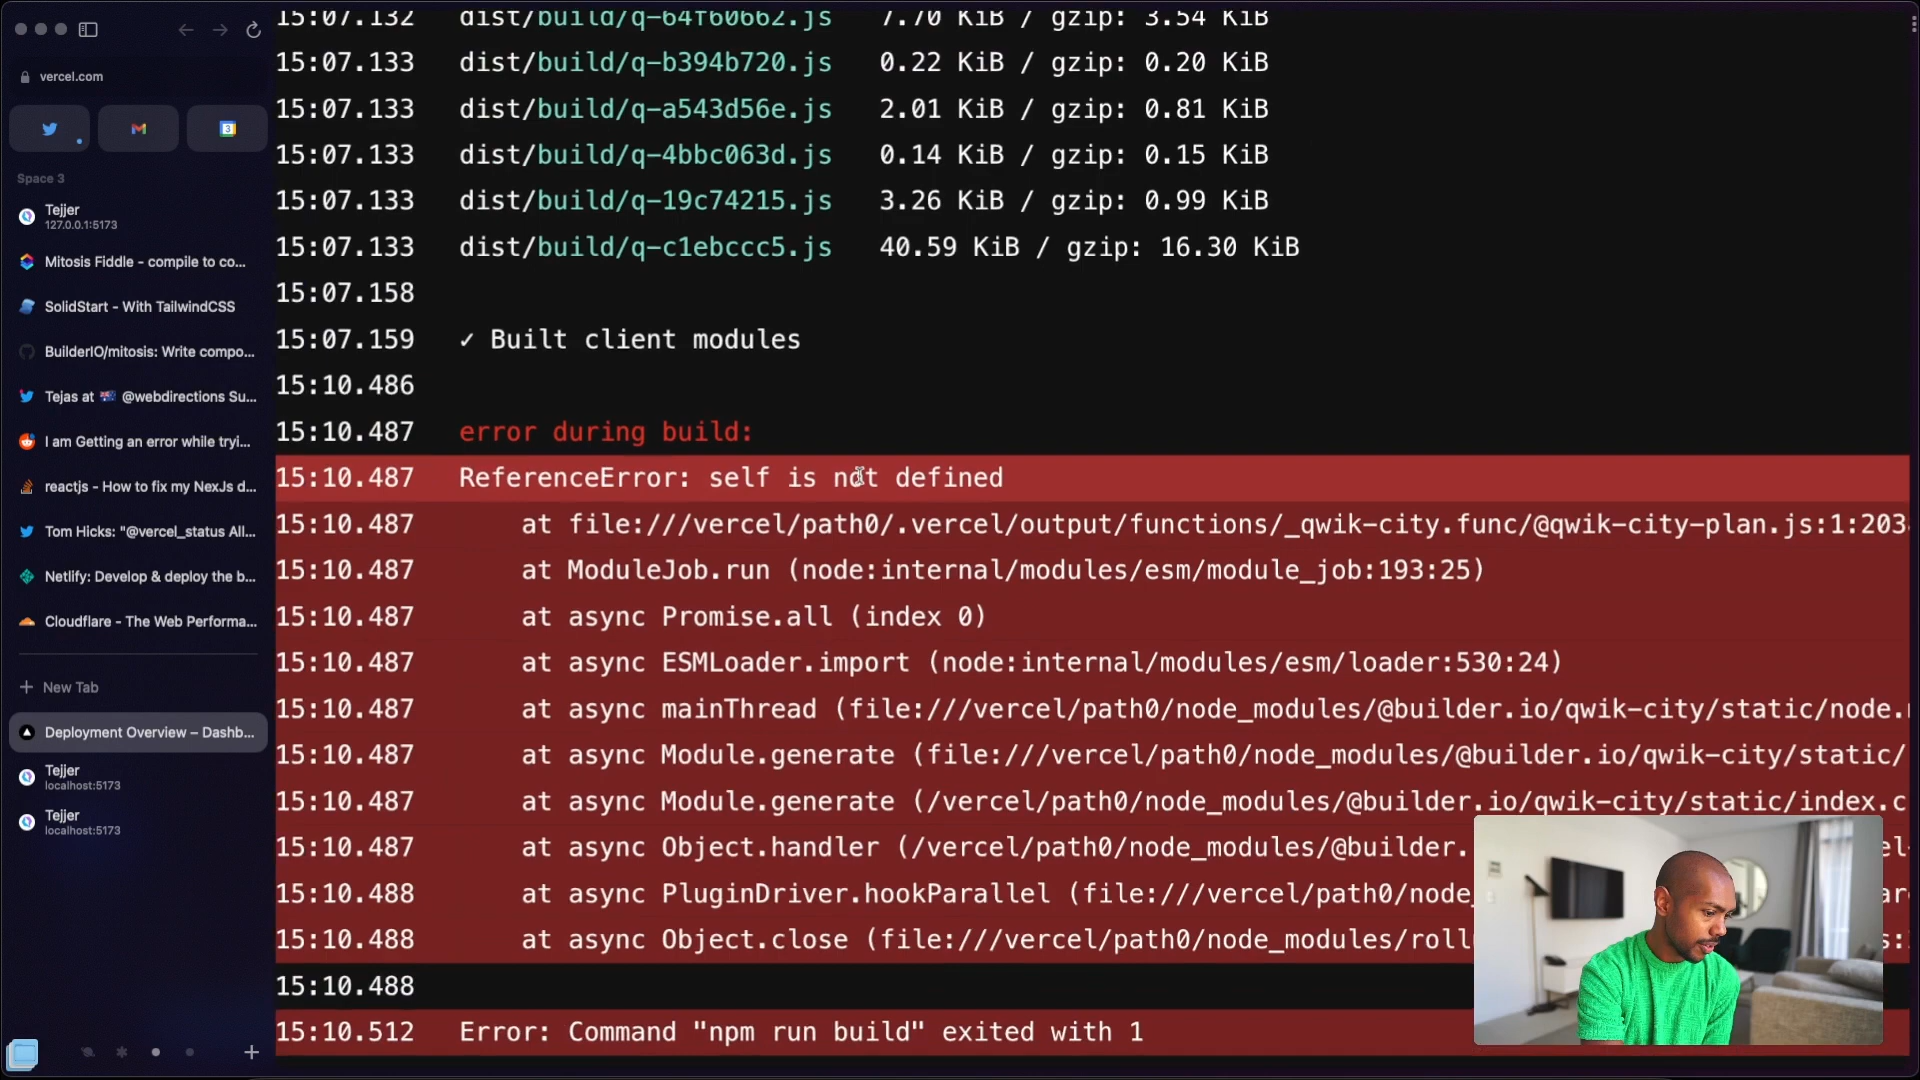 vercel.com
Space 3
Tejjer
127.0.0.1:5173
Mitosis Fiddle - compile to co...
SolidStart - With TailwindCSS
BuilderIO/mitosis: Write compo...
Tejas at 🇦🇺 @webdirections Su...
I am Getting an error while tryi...
reactjs - How to fix my NexJs d...
Tom Hicks: "@vercel_status All...
Netlify: Develop & deploy the b...
Cloudflare - The Web Performa...
+ New Tab
Deployment Overview – Dashb...
Tejjer
localhost:5173
Tejjer
localhost:5173
15:07.132 dist/build/q-64f60662.js 7.70 KiB / gzip: 3.54 KiB
15:07.133 dist/build/q-b394b720.js 0.22 KiB / gzip: 0.20 KiB
15:07.133 dist/build/q-a543d56e.js 2.01 KiB / gzip: 0.81 KiB
15:07.133 dist/build/q-4bbc063d.js 0.14 KiB / gzip: 0.15 KiB
15:07.133 dist/build/q-19c74215.js 3.26 KiB / gzip: 0.99 KiB
15:07.133 dist/build/q-c1ebccc5.js 40.59 KiB / gzip: 16.30 KiB
15:07.158
15:07.159 ✓ Built client modules
15:10.486
15:10.487 error during build:
15:10.487 ReferenceError: self is not defined
15:10.487 at file:///vercel/path0/.vercel/output/functions/_qwik-city.func/@qwik-city-plan.js:1:203
15:10.487 at ModuleJob.run (node:internal/modules/esm/module_job:193:25)
15:10.487 at async Promise.all (index 0)
15:10.487 at async ESMLoader.import (node:internal/modules/esm/loader:530:24)
15:10.487 at async mainThread (file:///vercel/path0/node_modules/@builder.io/qwik-city/static/node.
15:10.487 at async Module.generate (file:///vercel/path0/node_modules/@builder.io/qwik-city/static/
15:10.487 at async Module.generate (/vercel/path0/node_modules/@builder.io/qwik-city/static/index.c
15:10.487 at async Object.handler (/vercel/path0/node_modules/@builder.
15:10.488 at async PluginDriver.hookParallel (file:///vercel/path0/node_
15:10.488 at async Object.close (file:///vercel/path0/node_modules/roll
15:10.488
15:10.512 Error: Command "npm run build" exited with 1